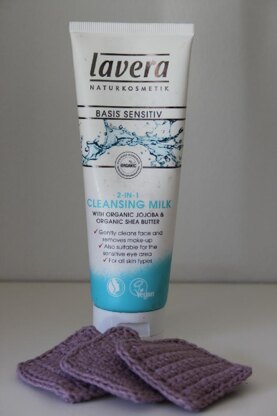 lavera
NATURKOSMETIK
BASIS SENSITIV
ORGANIC
2-IN-1
CLEANSING MILK
WITH ORGANIC JOJOBA &
ORGANIC SHEA BUTTER
Gently cleans face and
removes make-up
Also suitable for the
sensitive eye area
For all skin types
Vegan